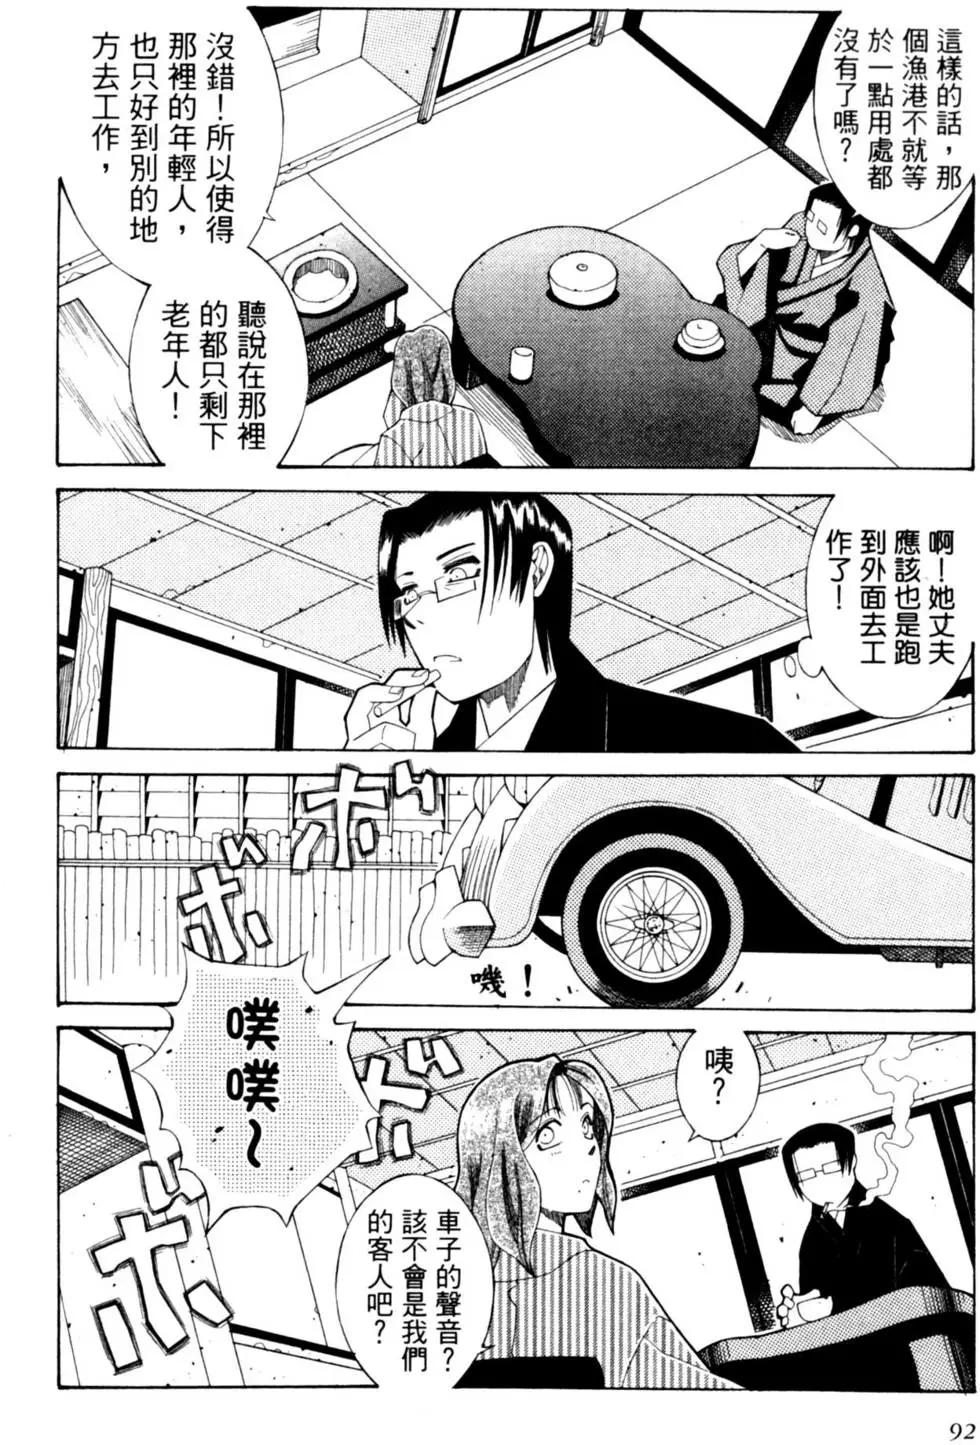 這樣的話，那
個漁港不就等
於一點用處都
沒有了嗎？
沒錯！所以使得
那裡的年輕人，
也只好到別的地
方去工作，
聽說在那裡
的都只剩下
老年人！
啊！她丈夫
應該也是跑
到外面去工
作了！
ボボッ
ボボッ
嘰！
噗噗～
咦？
ボボッ
車子的聲音？
該不會是我們
的客人吧？
92